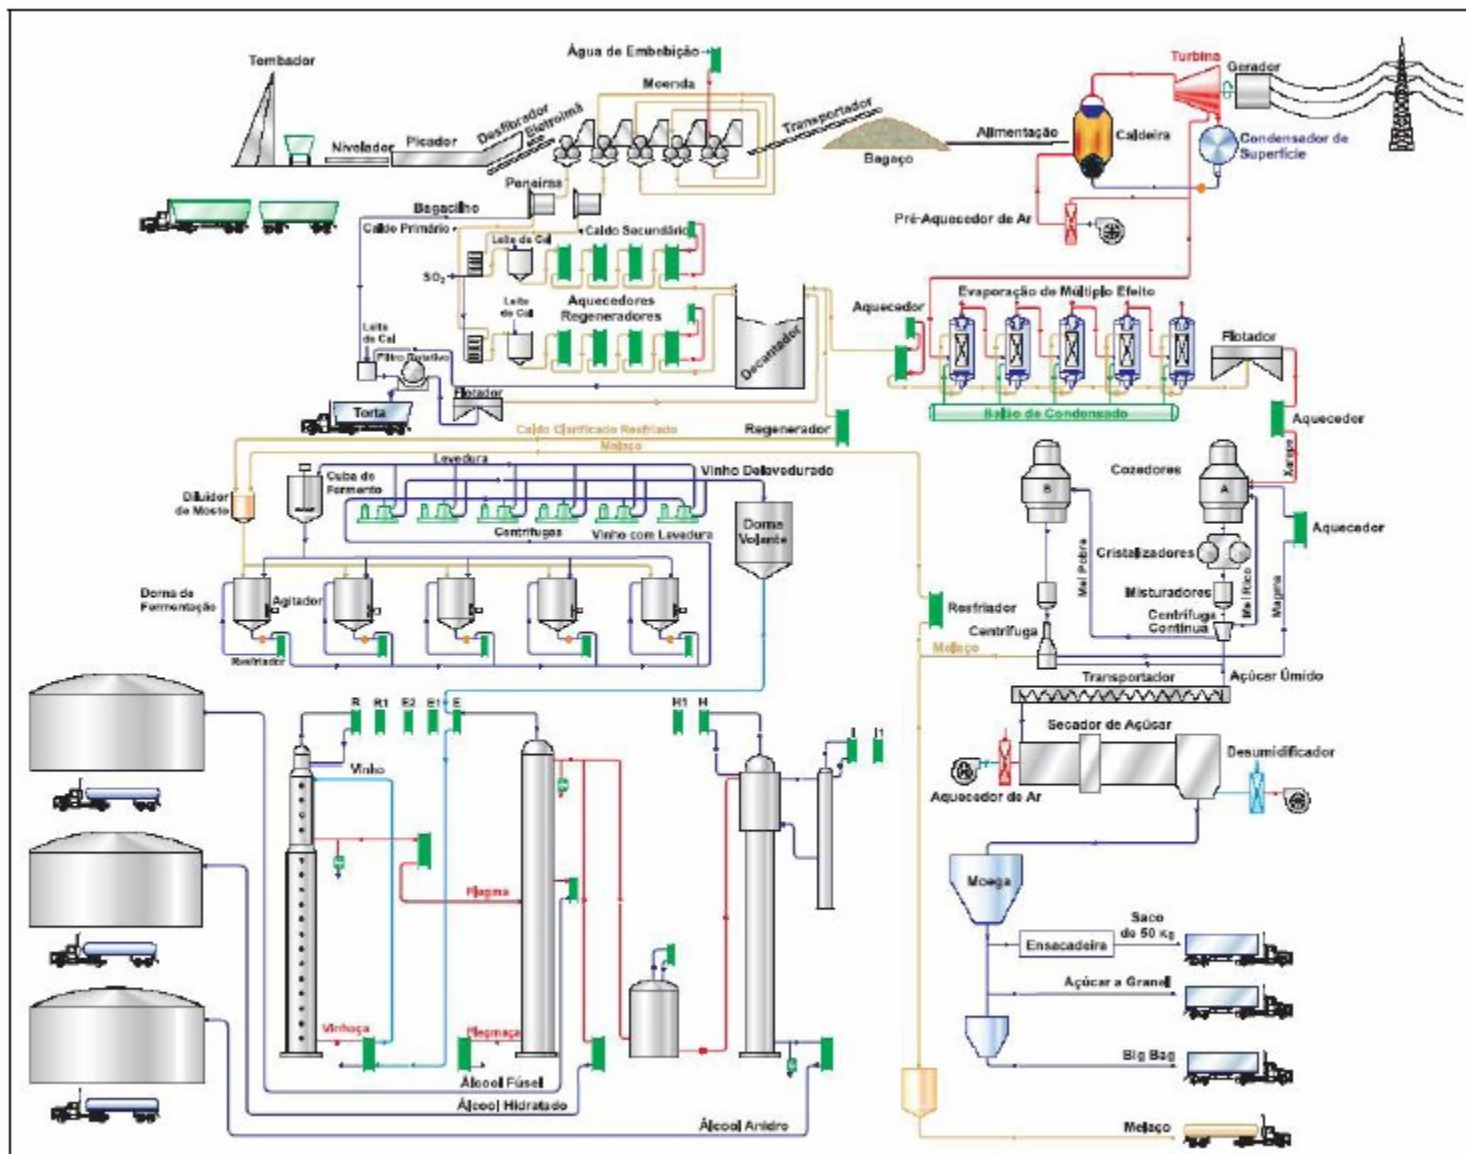 Tombador
Água de Embebição
Moenda
Turbina
Gerador
Desfibrador
Eletroimã
Transportador
Nivelador
Picador
Bagaço
Alimentação
Caldeira
Condensador de
Superfície
Peneiras
Bagacilho
Caldo Primário
Caldo Secundário
Pré-Aquecedor de Ar
Leite de Cal
SO₂
Aquecedores
Regeneradores
Leite
de Cal
Leite
de Cal
Filtro Rotativo
Decantador
Aquecedor
Evaporação de Múltiplo Efeito
Flotador
Torta
Flotador
Balão de Condensado
Regenerador
Aquecedor
Caldo Clarificado Resfriado
Melaço
Levedura
Cuba de
Fermento
Vinho Delevedurado
Diluidor
de Mosto
Centrífugas
Vinho com Levedura
Dorna
Volante
Xarope
Cozedores
B
A
Aquecedor
Cristalizadores
Mel Pobre
Mel Rico
Magma
Misturadores
Centrífuga
Contínua
Centrífuga
Dorna de
Fermentação
Agitador
Resfriador
Resfriador
Melaço
Transportador
Açúcar Úmido
R
R1
E2
E1
E
H1
H
I
I1
Secador de Açúcar
Desumidificador
Vinho
Aquecedor de Ar
Flegma
Moega
Ensacadeira
Saco
de 50 Kg
Açúcar a Granel
Vinhaça
Flegmaça
Big Bag
Álcool Fúsel
Álcool Hidratado
Álcool Anidro
Melaço